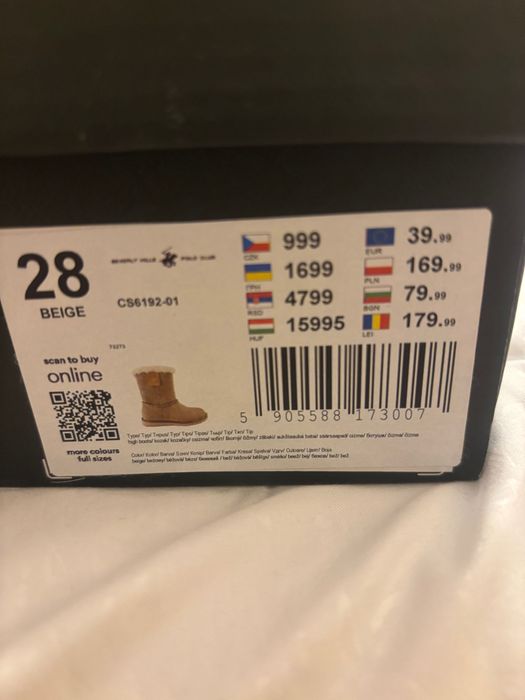 28
BEIGE
BEVERLY HILLS POLO CLUB
CS6192-01
73273
scan to buy
online
more colours
full sizes
999
CZK
1699
ГРН
4799
RSD
15995
HUF
39.99
EUR
169.99
PLN
79.99
BGN
179.99
LEI
5 905588 173007